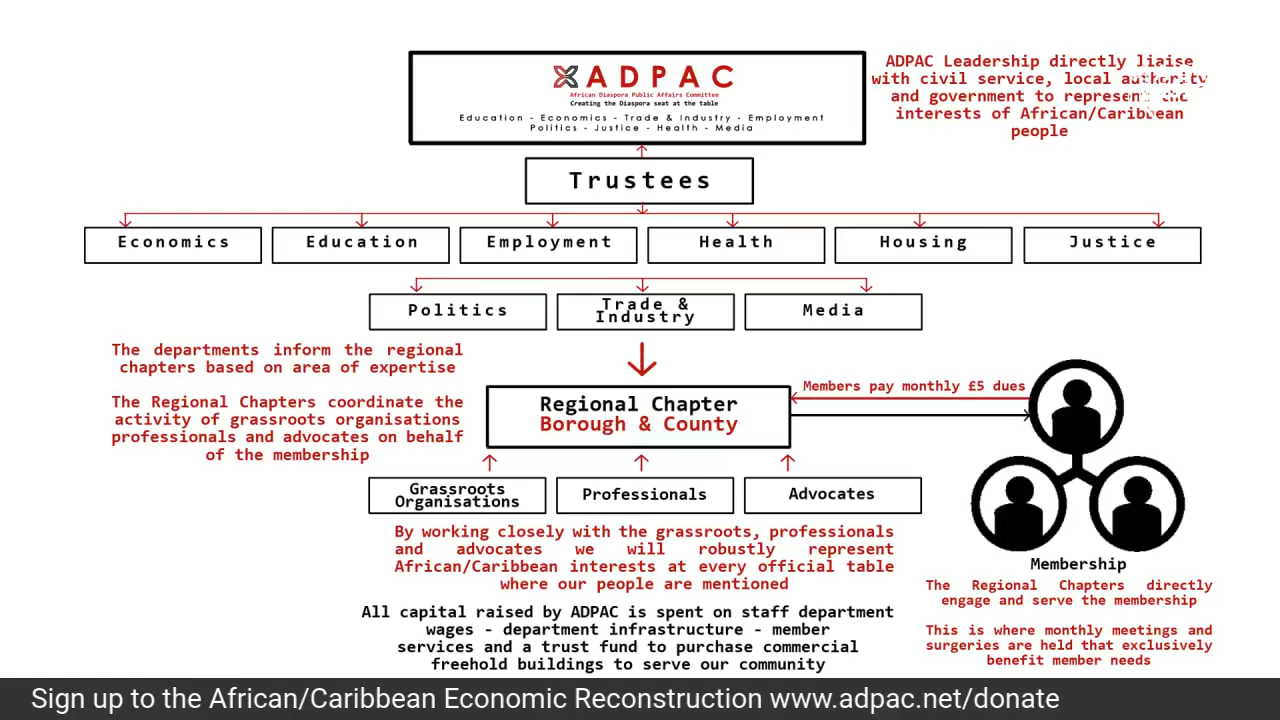 ADPAC
African Diaspora Public Affairs Committee
Creating the Diaspora seat at the table
Education - Economics - Trade & Industry - Employment
Politics - Justice - Health - Media
ADPAC Leadership directly liaise
with civil service, local authority
and government to represent the
interests of African/Caribbean
people
Trustees
Economics
Education
Employment
Health
Housing
Justice
Politics
Trade &
Industry
Media
The departments inform the regional
chapters based on area of expertise
The Regional Chapters coordinate the
activity of grassroots organisations
professionals and advocates on behalf
of the membership
Regional Chapter
Borough & County
Members pay monthly £5 dues
Grassroots
Organisations
Professionals
Advocates
By working closely with the grassroots, professionals
and advocates we will robustly represent
African/Caribbean interests at every official table
where our people are mentioned
All capital raised by ADPAC is spent on staff department
wages - department infrastructure - member
services and a trust fund to purchase commercial
freehold buildings to serve our community
Membership
The Regional Chapters directly
engage and serve the membership
This is where monthly meetings and
surgeries are held that exclusively
benefit member needs
Sign up to the African/Caribbean Economic Reconstruction www.adpac.net/donate